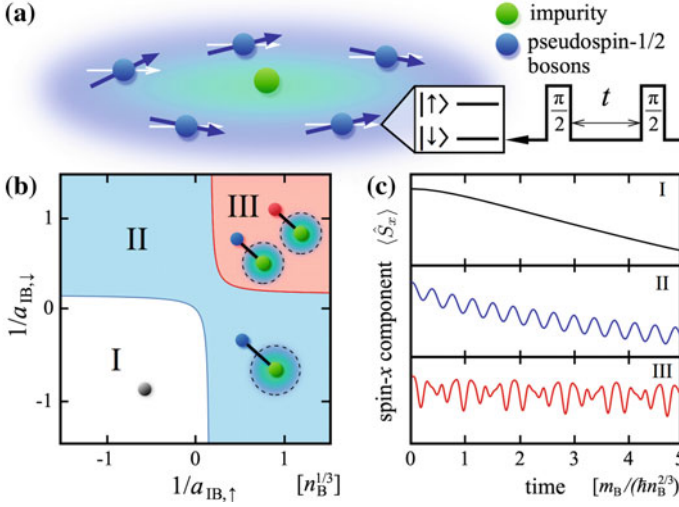 (a)
impurity
pseudospin-1/2
bosons
|↑⟩
|↓⟩
π/2
t
π/2
(b)
(c)
1
0
-1
1/a_IB,↓
II
III
I
-1
0
1
1/a_IB,↑ [n_B^1/3]
spin-x component ⟨Ŝ_x⟩
I
II
III
0
1
2
3
4
5
time [m_B/(ħn_B^2/3)]